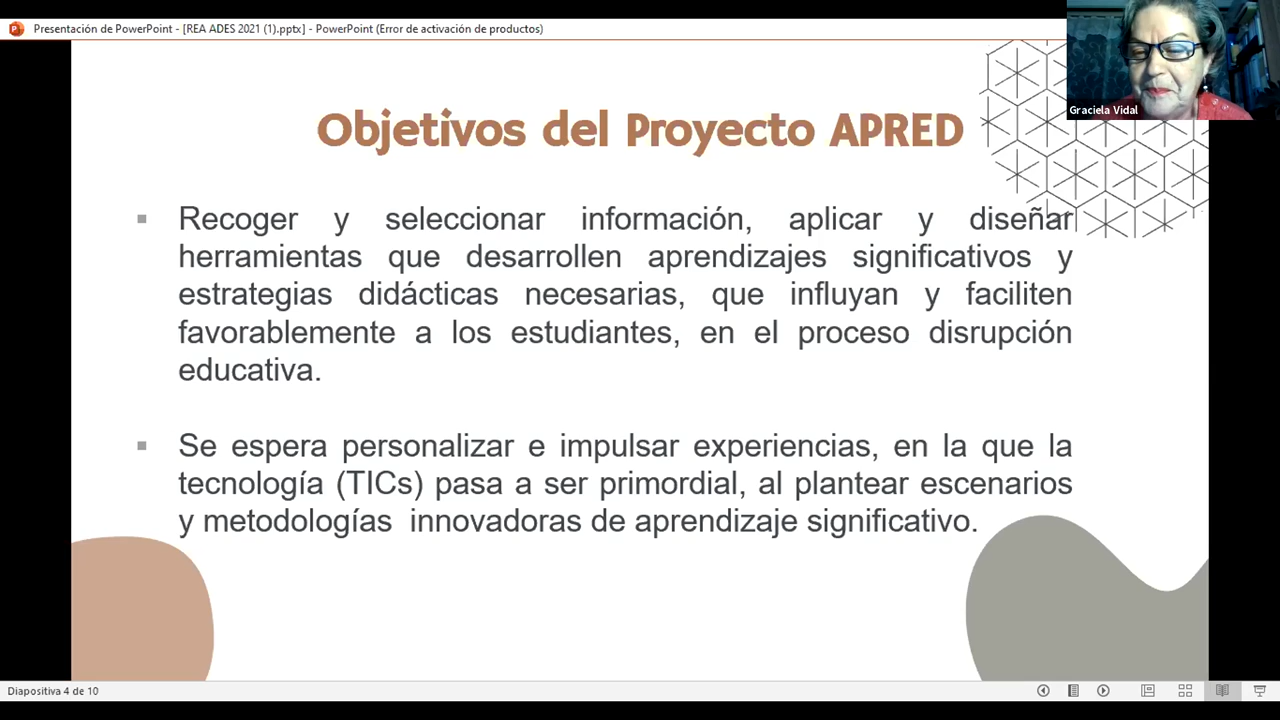 Presentación de PowerPoint - [REA ADES 2021 (1).pptx] - PowerPoint (Error de activación de productos)
Graciela Vidal
Objetivos del Proyecto APRED
Recoger y seleccionar información, aplicar y diseñar
herramientas que desarrollen aprendizajes significativos y
estrategias didácticas necesarias, que influyan y faciliten
favorablemente a los estudiantes, en el proceso disrupción
educativa.
Se espera personalizar e impulsar experiencias, en la que la
tecnología (TICs) pasa a ser primordial, al plantear escenarios
y metodologías innovadoras de aprendizaje significativo.
Diapositiva 4 de 10